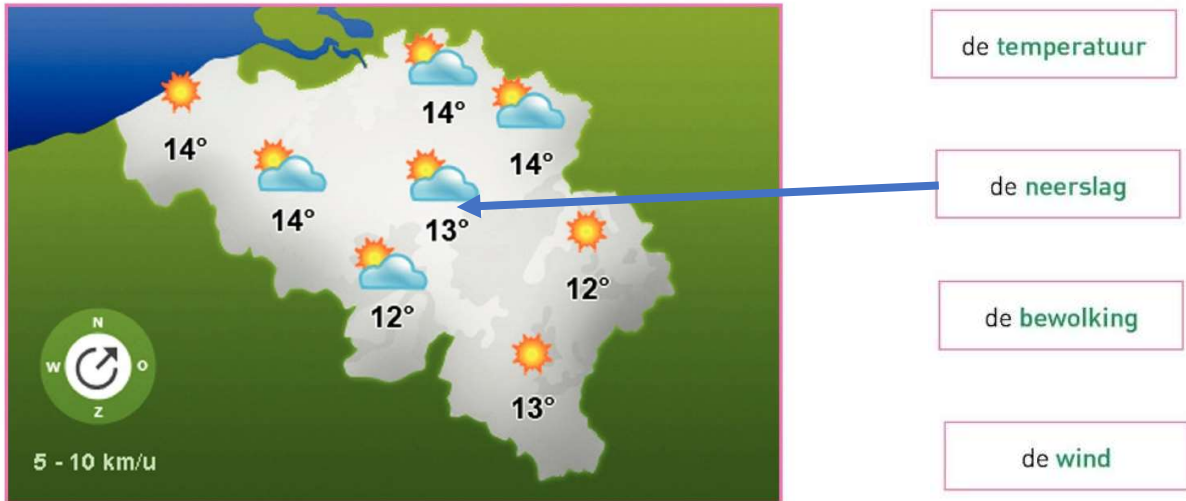 14°
14°
14°
14°
13°
12°
12°
13°
N
W O
Z
5 - 10 km/u
de temperatuur
de neerslag
de bewolking
de wind